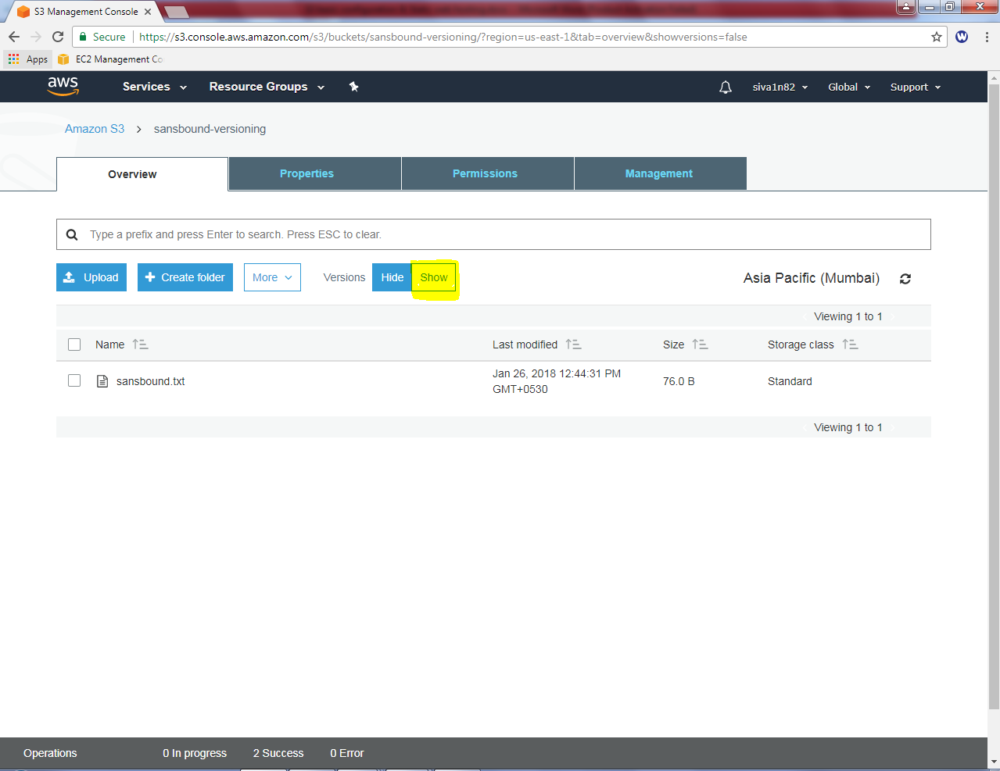 S3 Management Console
Secure https://s3.console.aws.amazon.com/s3/buckets/sansbound-versioning/?region=us-east-1&tab=overview&showversions=false
Apps EC2 Management Co
aws Services Resource Groups siva1n82 Global Support
Amazon S3 > sansbound-versioning
Overview Properties Permissions Management
Type a prefix and press Enter to search. Press ESC to clear.
Upload Create folder More Versions Hide Show Asia Pacific (Mumbai)
Viewing 1 to 1
Name Last modified Size Storage class
sansbound.txt Jan 26, 2018 12:44:31 PM GMT+0530 76.0 B Standard
Viewing 1 to 1
Operations 0 In progress 2 Success 0 Error